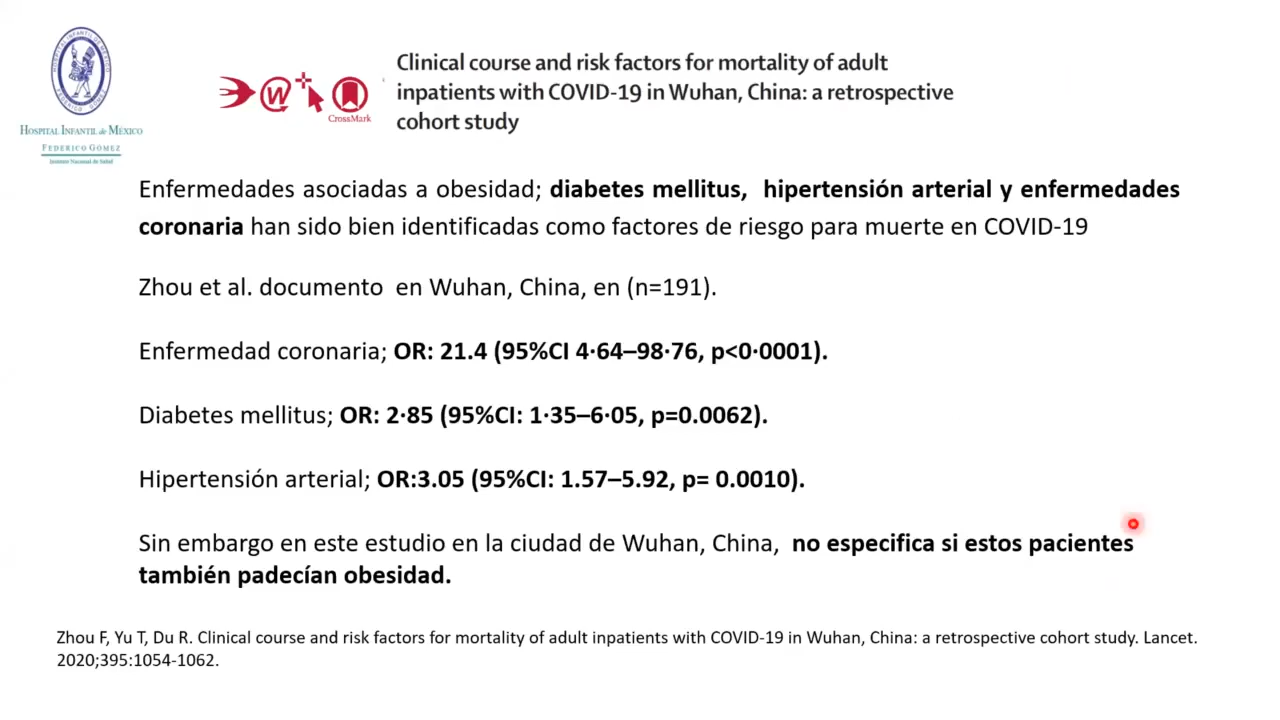 HOSPITAL INFANTIL de MÉXICO
FEDERICO GÓMEZ
Instituto Nacional de Salud
CrossMark
Clinical course and risk factors for mortality of adult
inpatients with COVID-19 in Wuhan, China: a retrospective
cohort study
Enfermedades asociadas a obesidad; diabetes mellitus, hipertensión arterial y enfermedades
coronaria han sido bien identificadas como factores de riesgo para muerte en COVID-19
Zhou et al. documento en Wuhan, China, en (n=191).
Enfermedad coronaria; OR: 21.4 (95%CI 4·64–98·76, p<0·0001).
Diabetes mellitus; OR: 2·85 (95%CI: 1·35–6·05, p=0.0062).
Hipertensión arterial; OR:3.05 (95%CI: 1.57–5.92, p= 0.0010).
Sin embargo en este estudio en la ciudad de Wuhan, China, no especifica si estos pacientes
también padecían obesidad.
Zhou F, Yu T, Du R. Clinical course and risk factors for mortality of adult inpatients with COVID-19 in Wuhan, China: a retrospective cohort study. Lancet.
2020;395:1054-1062.